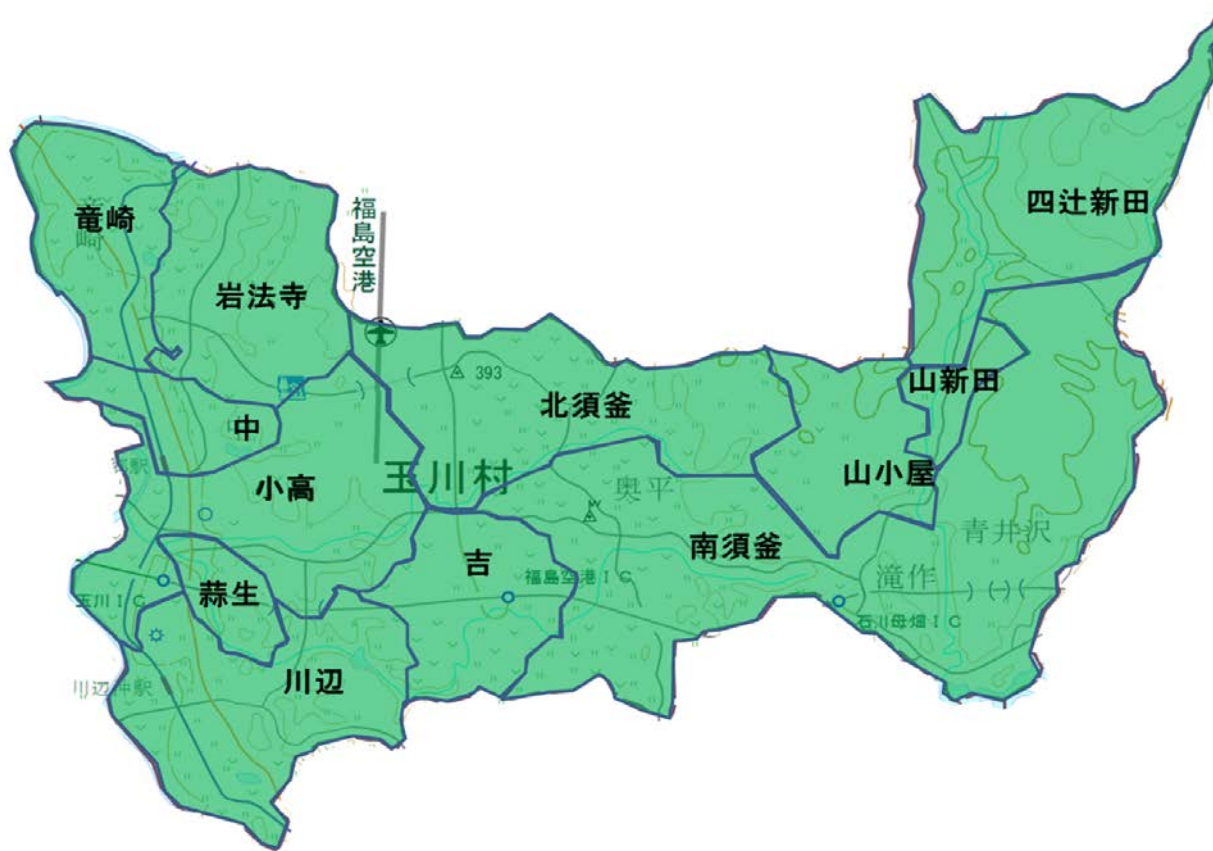 四辻新田
竜崎
竜崎
福島空港
岩法寺
山新田
393
北須釜
中
小高
玉川村
奥平
山小屋
南須釜
青井沢
吉
福島空港IC
滝作
蒜生
玉川IC
石川母畑IC
川辺
川辺沖駅